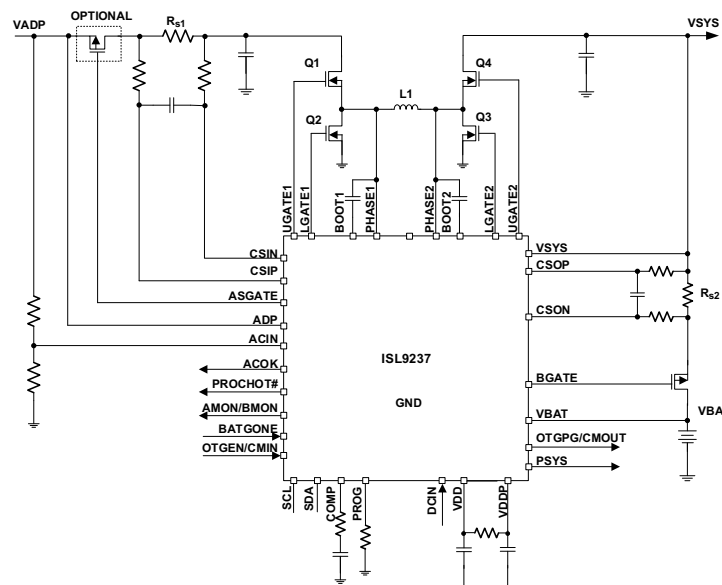 OPTIONAL
VADP
Rs1
VSYS
Q1
Q4
L1
Q2
Q3
UGATE1
LGATE1
BOOT1
PHASE1
PHASE2
BOOT2
LGATE2
UGATE2
CSIN
CSIP
ASGATE
ADP
ACIN
ACOK
PROCHOT#
AMON/BMON
BATGONE
OTGEN/CMIN
ISL9237
GND
VSYS
CSOP
Rs2
CSON
BGATE
VBAT
VBA
OTGPG/CMOUT
PSYS
SCL
SDA
COMP
PROG
DCIN
VDD
VDDP